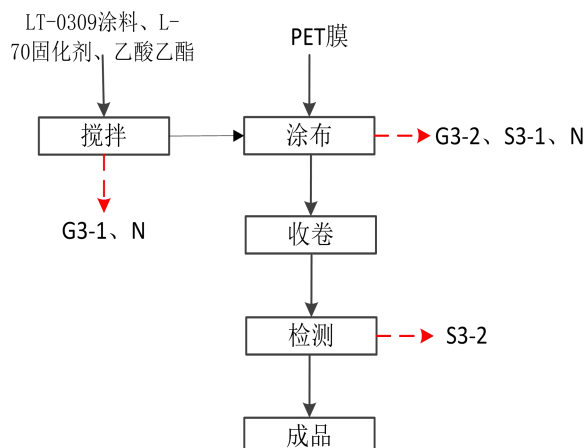 LT-0309涂料、L-
70固化剂、乙酸乙酯
PET膜
搅拌
涂布
G3-2、S3-1、N
G3-1、N
收卷
检测
S3-2
成品